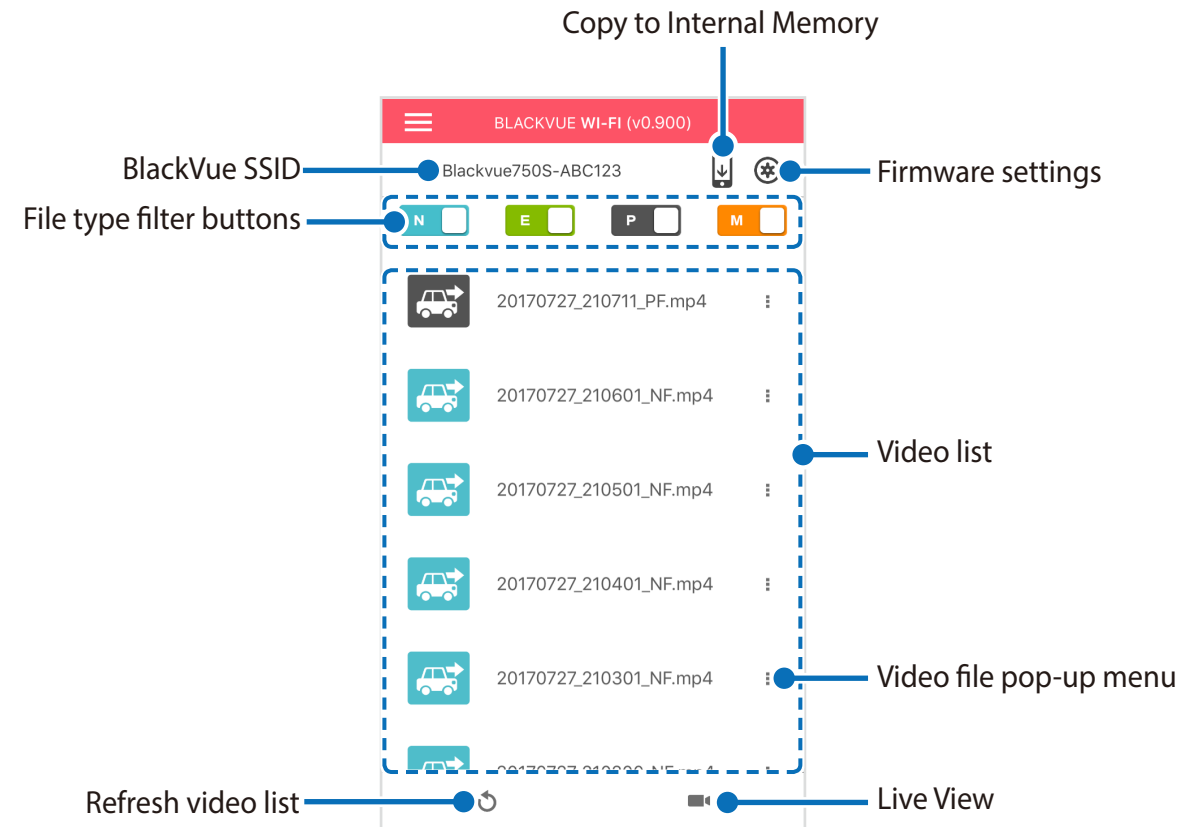 Copy to Internal Memory
BLACKVUE WI-FI (v0.900)
BlackVue SSID
Blackvue750S-ABC123
Firmware settings
File type filter buttons
N
E
P
M
20170727_210711_PF.mp4
20170727_210601_NF.mp4
Video list
20170727_210501_NF.mp4
20170727_210401_NF.mp4
20170727_210301_NF.mp4
Video file pop-up menu
Refresh video list
Live View